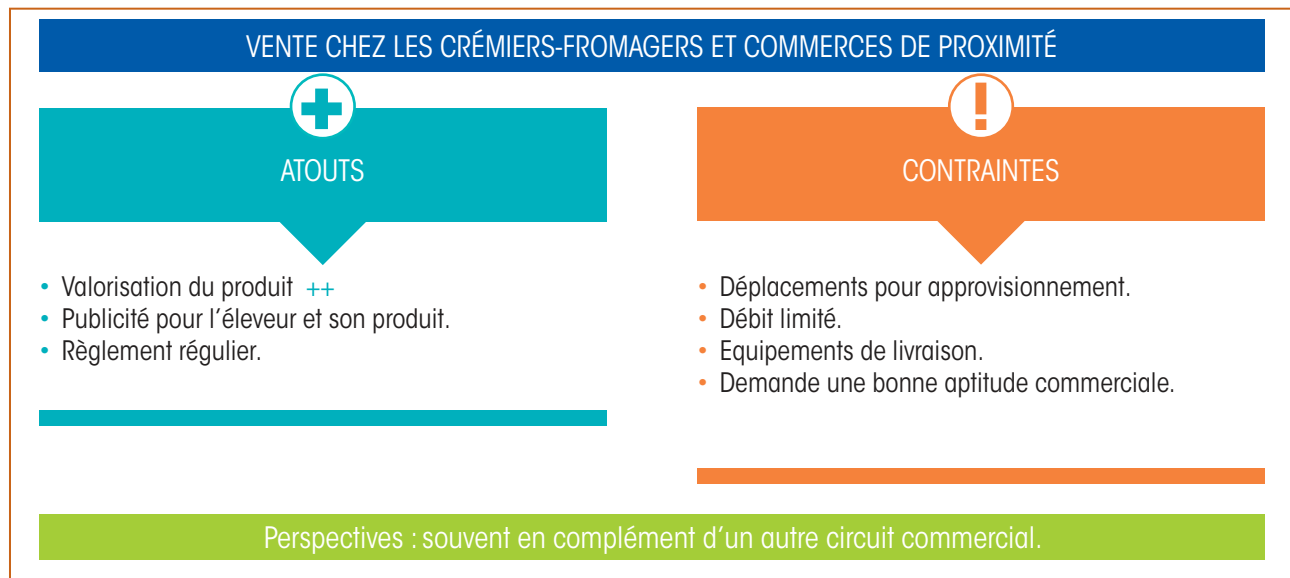 VENTE CHEZ LES CRÉMIERS-FROMAGERS ET COMMERCES DE PROXIMITÉ
ATOUTS
• Valorisation du produit ++
• Publicité pour l'éleveur et son produit.
• Règlement régulier.
CONTRAINTES
• Déplacements pour approvisionnement.
• Débit limité.
• Equipements de livraison.
• Demande une bonne aptitude commerciale.
Perspectives : souvent en complément d'un autre circuit commercial.